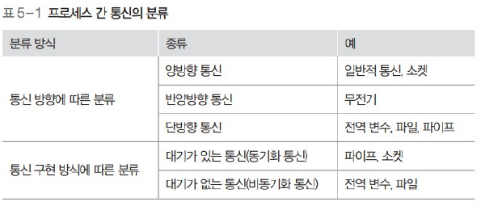 표 5-1 프로세스 간 통신의 분류
분류 방식 종류 예
통신 방향에 따른 분류 양방향 통신 일반적 통신, 소켓
반양방향 통신 무전기
단방향 통신 전역 변수, 파일, 파이프
통신 구현 방식에 따른 분류 대기가 있는 통신(동기화 통신) 파이프, 소켓
대기가 없는 통신(비동기화 통신) 전역 변수, 파일